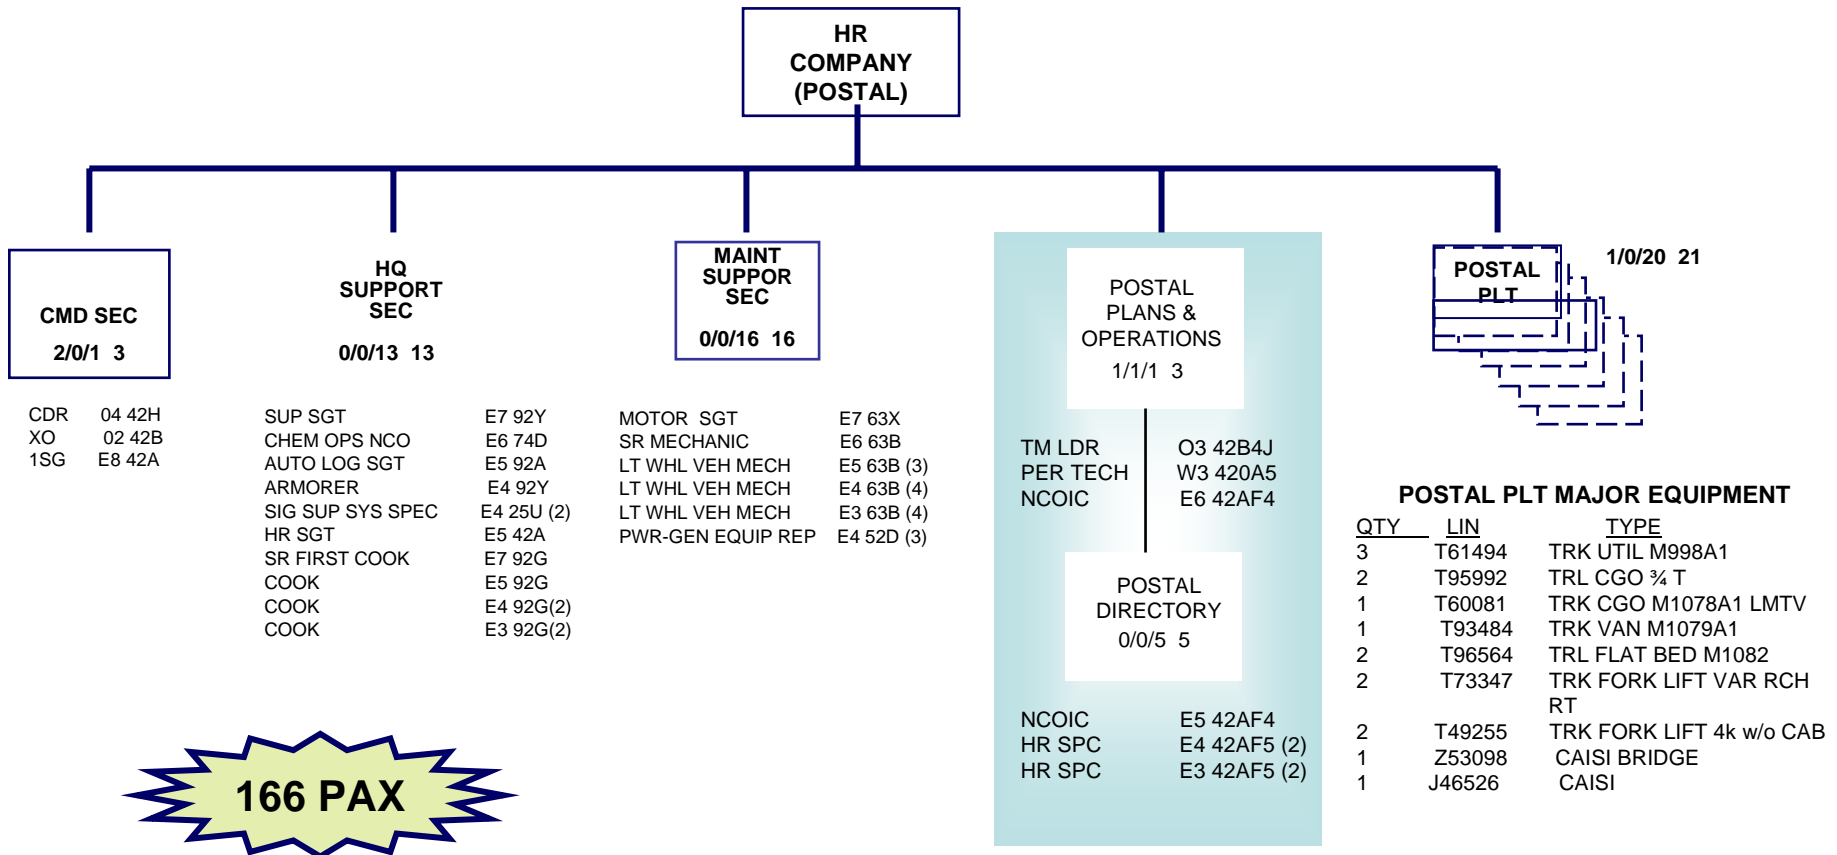 HR
COMPANY
(POSTAL)
CMD SEC
2/0/1 3
CDR 04 42H
XO 02 42B
1SG E8 42A
HQ
SUPPORT
SEC
0/0/13 13
SUP SGT E7 92Y
CHEM OPS NCO E6 74D
AUTO LOG SGT E5 92A
ARMORER E4 92Y
SIG SUP SYS SPEC E4 25U (2)
HR SGT E5 42A
SR FIRST COOK E7 92G
COOK E5 92G
COOK E4 92G(2)
COOK E3 92G(2)
MAINT
SUPPOR
SEC
0/0/16 16
MOTOR SGT E7 63X
SR MECHANIC E6 63B
LT WHL VEH MECH E5 63B (3)
LT WHL VEH MECH E4 63B (4)
LT WHL VEH MECH E3 63B (4)
PWR-GEN EQUIP REP E4 52D (3)
POSTAL
PLANS &
OPERATIONS
1/1/1 3
TM LDR O3 42B4J
PER TECH W3 420A5
NCOIC E6 42AF4
POSTAL
DIRECTORY
0/0/5 5
NCOIC E5 42AF4
HR SPC E4 42AF5 (2)
HR SPC E3 42AF5 (2)
POSTAL
PLT
1/0/20 21
POSTAL PLT MAJOR EQUIPMENT
QTY LIN TYPE
3 T61494 TRK UTIL M998A1
2 T95992 TRL CGO ¾ T
1 T60081 TRK CGO M1078A1 LMTV
1 T93484 TRK VAN M1079A1
2 T96564 TRL FLAT BED M1082
2 T73347 TRK FORK LIFT VAR RCH
RT
2 T49255 TRK FORK LIFT 4k w/o CAB
1 Z53098 CAISI BRIDGE
1 J46526 CAISI
166 PAX